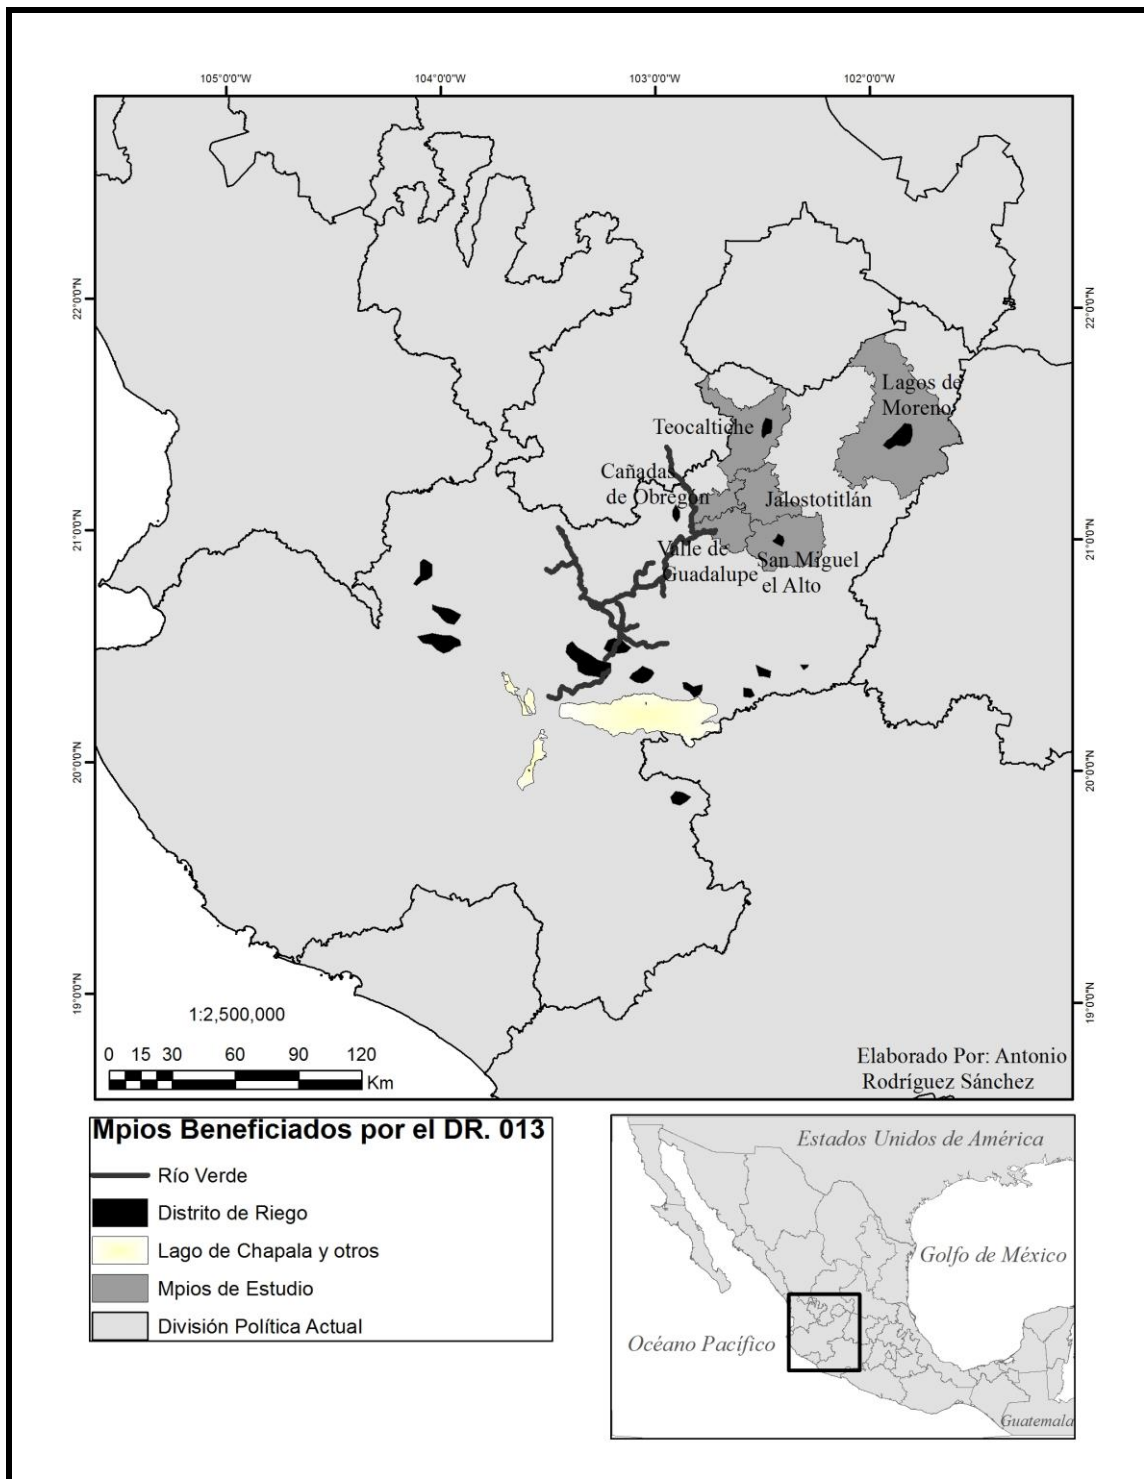 105°0'0"W 104°0'0"W 103°0'0"W 102°0'0"W
22°0'0"N
22°0'0"N
21°0'0"N
21°0'0"N
20°0'0"N
20°0'0"N
19°0'0"N
19°0'0"N
Lagos de
Moreno
Teocaltiche
Cañadas
de Obregón
Jalostotitlán
Valle de
Guadalupe
San Miguel
el Alto
1:2,500,000
0 15 30 60 90 120
Km
Elaborado Por: Antonio
Rodríguez Sánchez
Mpios Beneficiados por el DR. 013
Río Verde
Distrito de Riego
Lago de Chapala y otros
Mpios de Estudio
División Política Actual
Estados Unidos de América
Golfo de México
Océano Pacífico
Guatemala